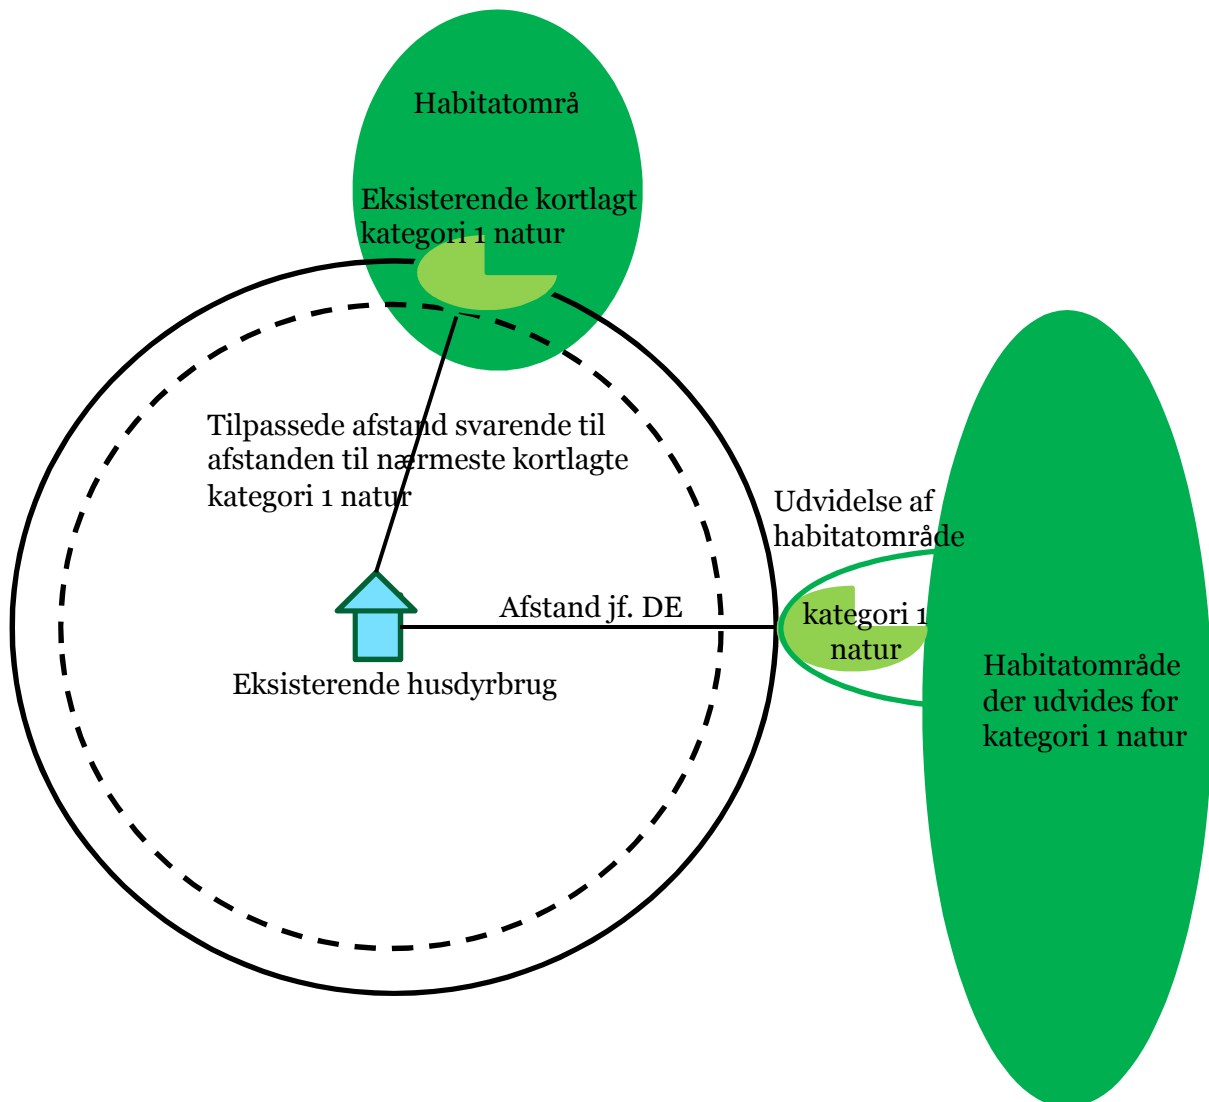 Habitatområ
Eksisterende kortlagt
kategori 1 natur
Tilpassede afstand svarende til
afstanden til nærmeste kortlagte
kategori 1 natur
Udvidelse af
habitatområde
Afstand jf. DE
kategori 1
natur
Eksisterende husdyrbrug
Habitatområde
der udvides for
kategori 1 natur